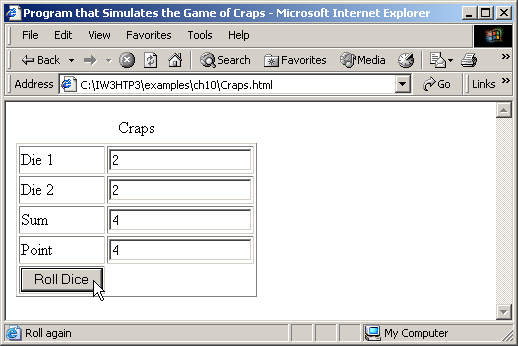 Program that Simulates the Game of Craps - Microsoft Internet Explorer
File Edit View Favorites Tools Help
Back Search Favorites Media
Address C:\IW3HTP3\examples\ch10\Craps.html Go Links »
Craps
Die 1 2
Die 2 2
Sum 4
Point 4
Roll Dice
Roll again My Computer